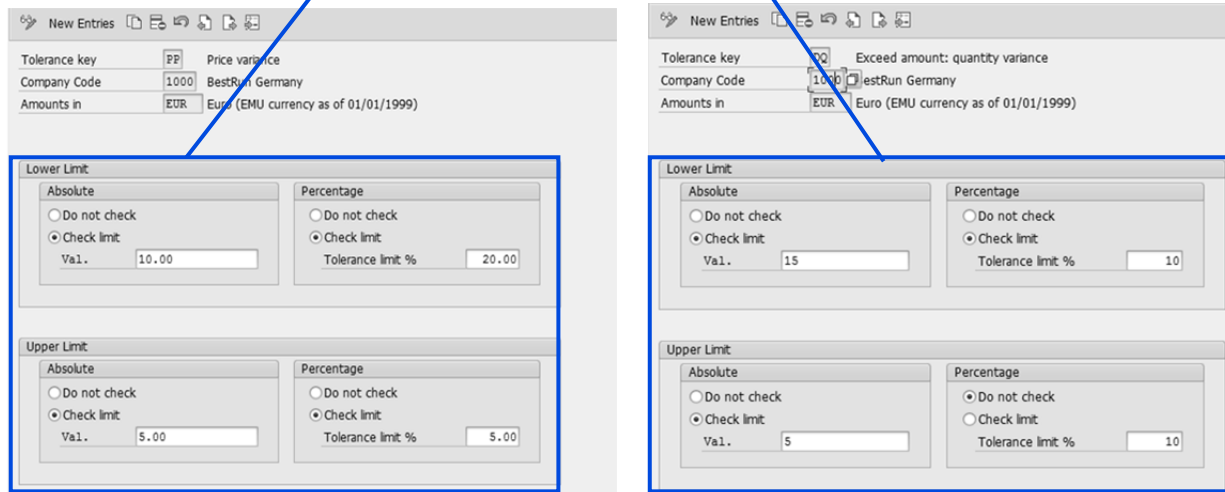 New Entries
Tolerance key PP Price variance
Company Code 1000 BestRun Germany
Amounts in EUR Euro (EMU currency as of 01/01/1999)
Lower Limit
Absolute Percentage
Do not check Do not check
Check limit Check limit
Val. 10.00 Tolerance limit % 20.00
Upper Limit
Absolute Percentage
Do not check Do not check
Check limit Check limit
Val. 5.00 Tolerance limit % 5.00
New Entries
Tolerance key DQ Exceed amount: quantity variance
Company Code 1000 estRun Germany
Amounts in EUR Euro (EMU currency as of 01/01/1999)
Lower Limit
Absolute Percentage
Do not check Do not check
Check limit Check limit
Val. 15 Tolerance limit % 10
Upper Limit
Absolute Percentage
Do not check Do not check
Check limit Check limit
Val. 5 Tolerance limit % 10